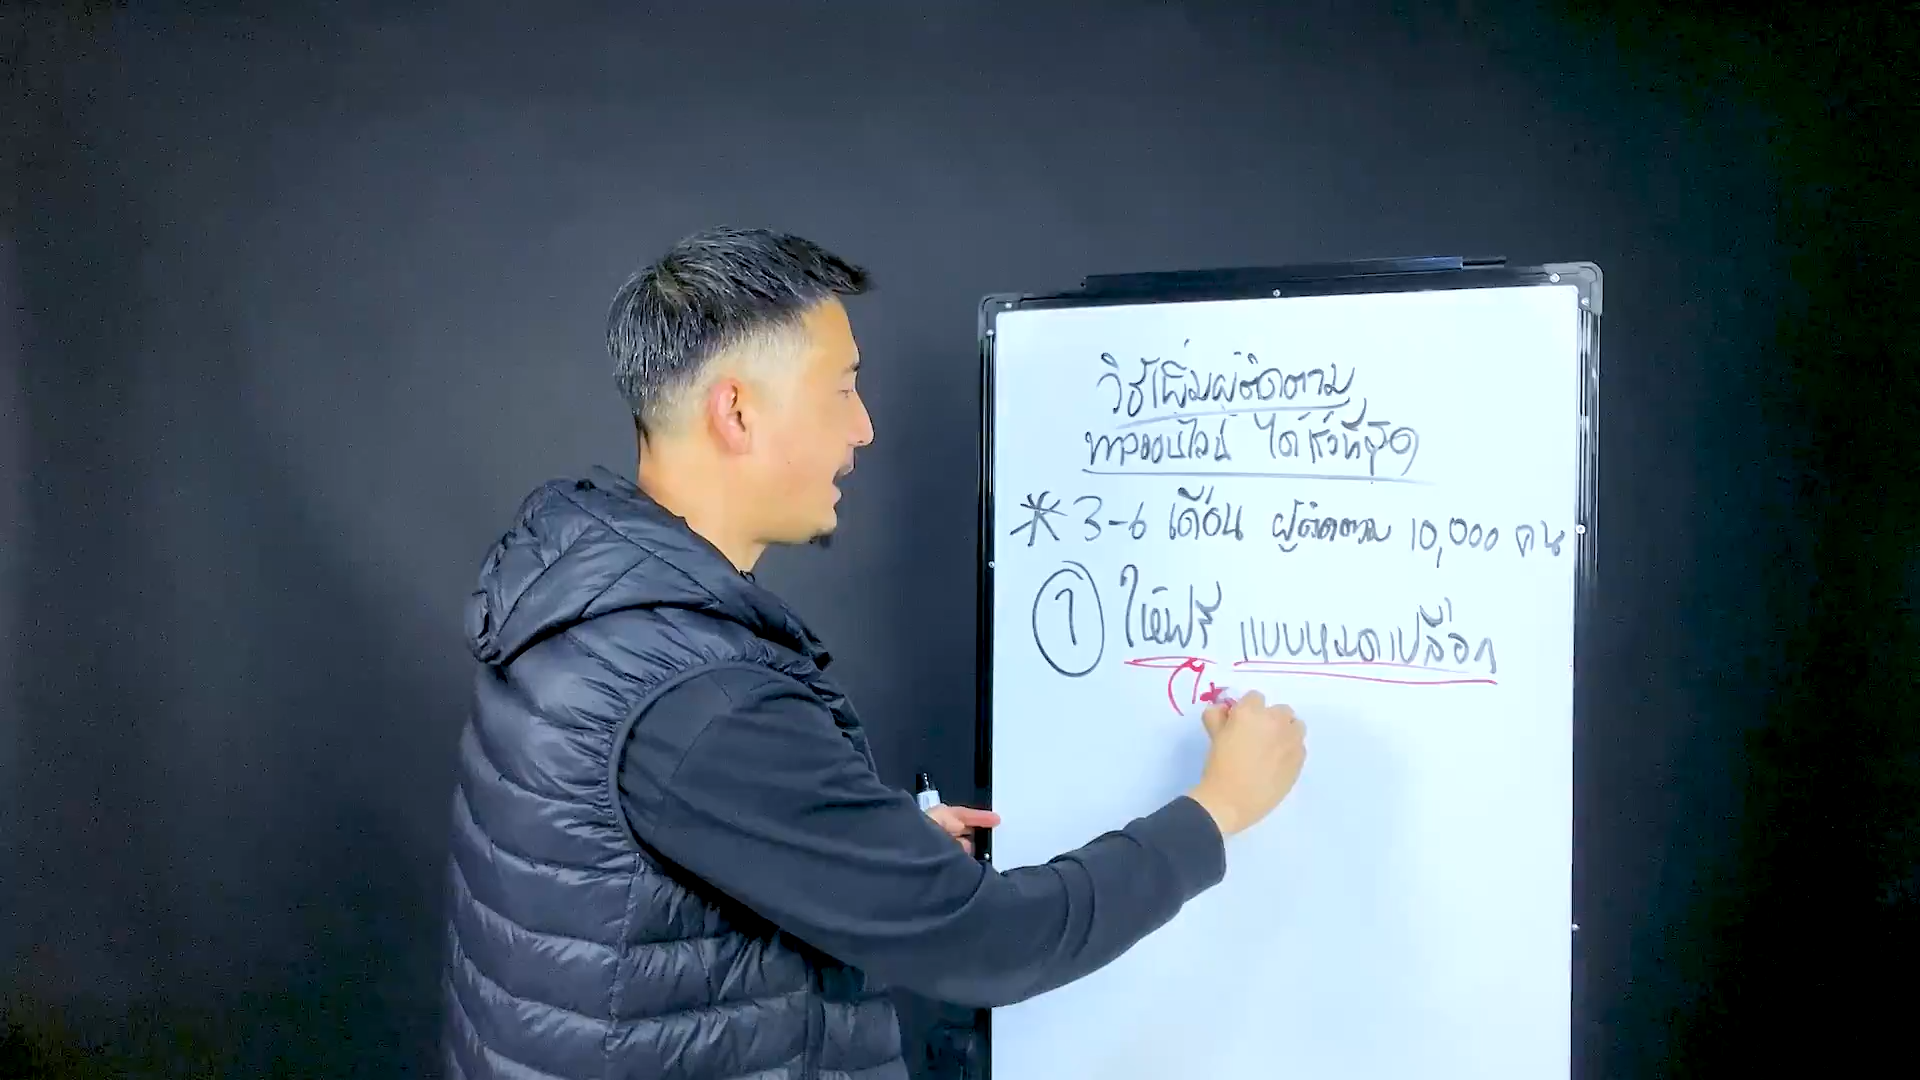 วิธีเพิ่มผู้ติดตาม
ทางออนไลน์ ได้เร็วที่สุด
* 3-6 เดือน ผู้ติดตาม 10,000 คน
① ให้ฟรี แบบหมดเปลือก